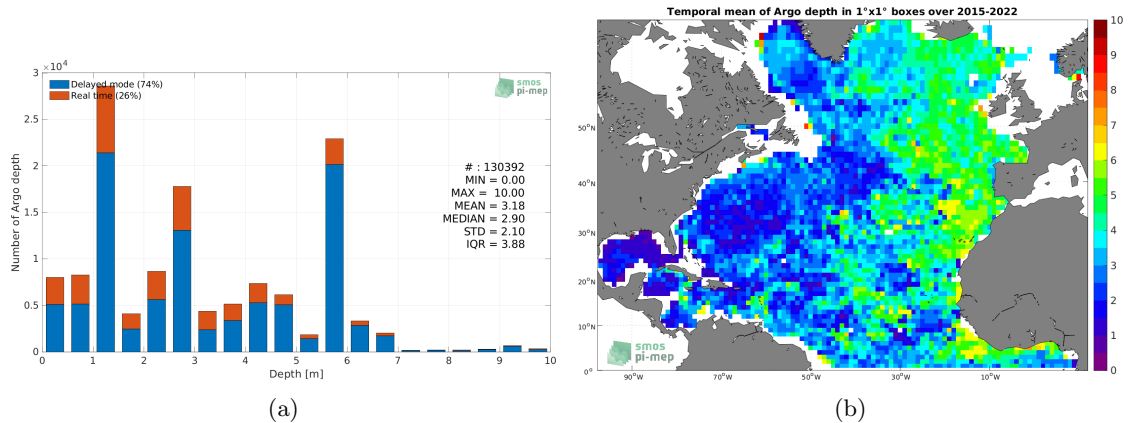 ×10⁴
3
2.5
2
1.5
1
0.5
0
Number of Argo depth
Delayed mode (74%)
Real time (26%)
smos
pi-mep
# : 130392
MIN = 0.00
MAX = 10.00
MEAN = 3.18
MEDIAN = 2.90
STD = 2.10
IQR = 3.88
0 1 2 3 4 5 6 7 8 9 10
Depth [m]
(a)
Temporal mean of Argo depth in 1°x1° boxes over 2015-2022
50°N
40°N
30°N
20°N
10°N
0°
90°W 70°W 50°W 30°W 10°W
smos
pi-mep
10
9
8
7
6
5
4
3
2
1
0
(b)